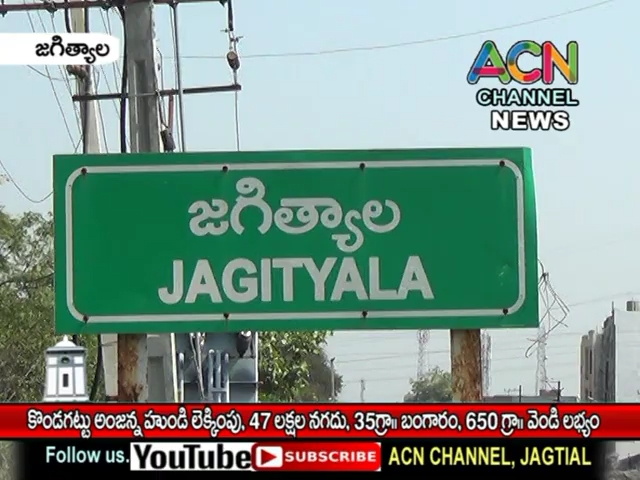 జగిత్యాల
ACN
CHANNEL
NEWS
జగిత్యాల
JAGITYALA
కొండగట్టు అంజన్న హుండి లెక్కింపు, 47 లక్షల నగదు, 35గ్రా॥ బంగారం, 650 గ్రా॥ వెండి లభ్యం
Follow us. YouTube SUBSCRIBE ACN CHANNEL, JAGTIAL